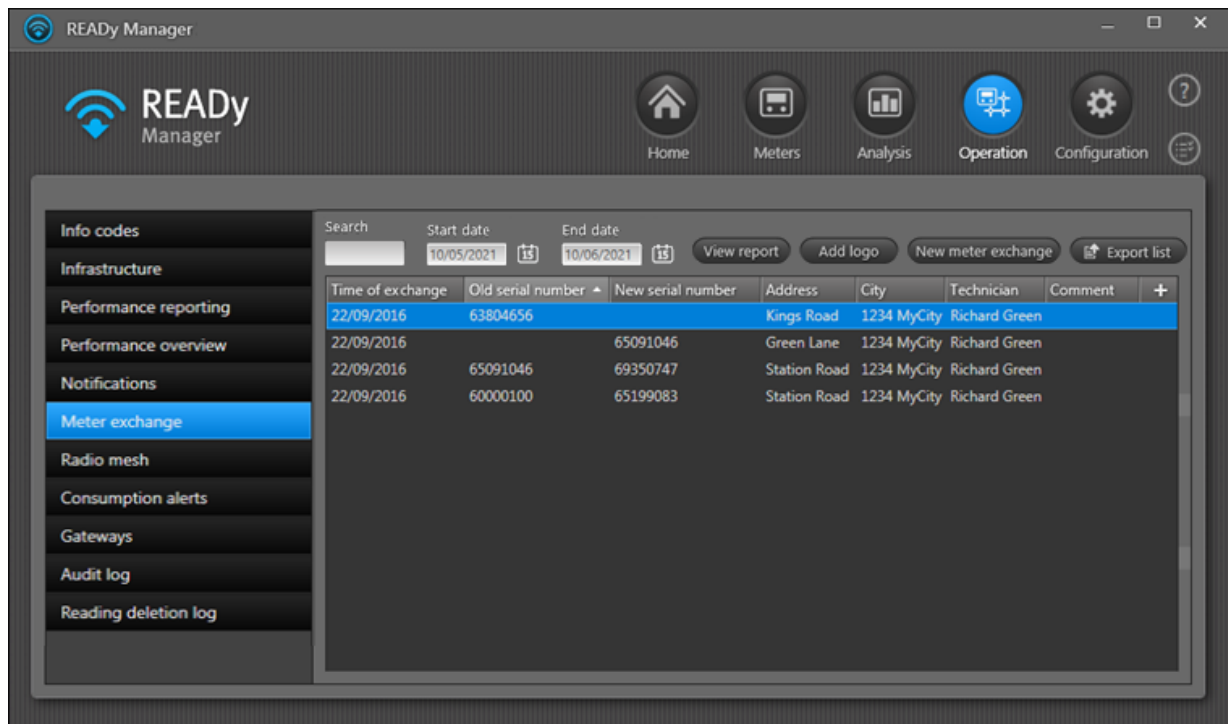 READy Manager
READy
Manager
Home
Meters
Analysis
Operation
Configuration
?
Info codes
Infrastructure
Performance reporting
Performance overview
Notifications
Meter exchange
Radio mesh
Consumption alerts
Gateways
Audit log
Reading deletion log
Search
Start date
End date
10/05/2021
15
10/06/2021
15
View report
Add logo
New meter exchange
Export list
Time of exchange Old serial number New serial number Address City Technician Comment +
22/09/2016 63804656 Kings Road 1234 MyCity Richard Green
22/09/2016 65091046 Green Lane 1234 MyCity Richard Green
22/09/2016 65091046 69350747 Station Road 1234 MyCity Richard Green
22/09/2016 60000100 65199083 Station Road 1234 MyCity Richard Green